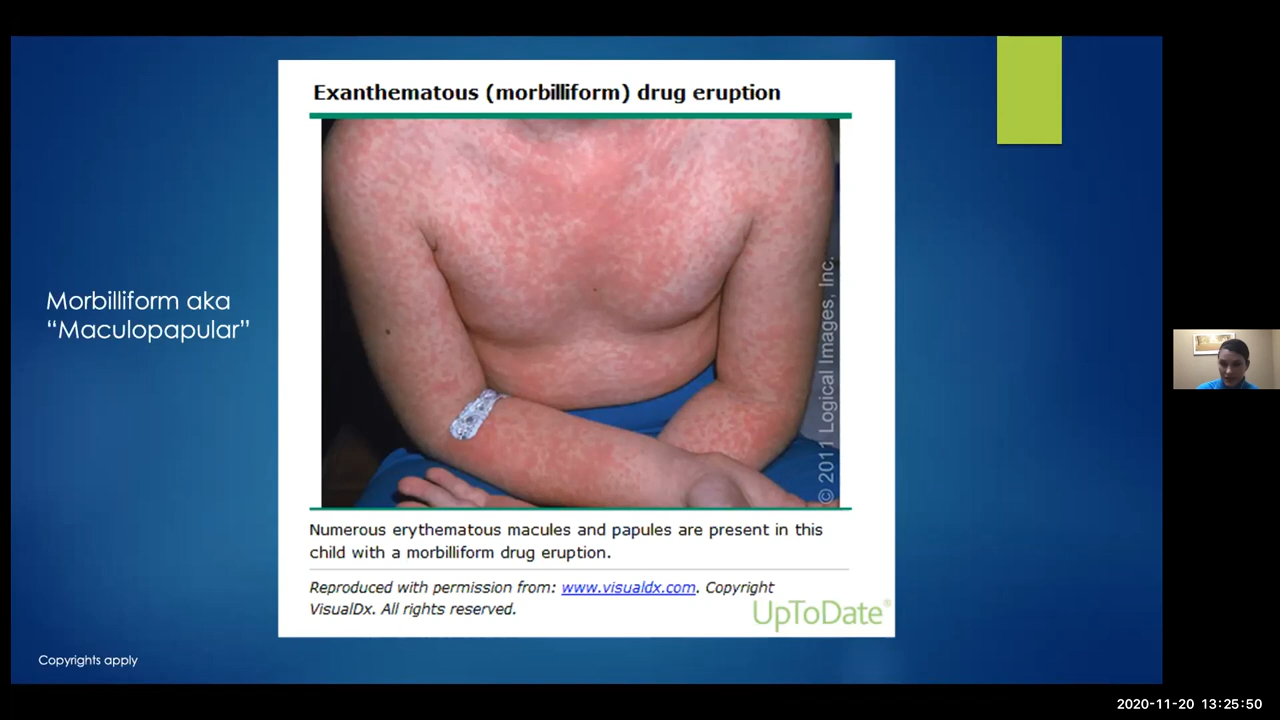 Exanthematous (morbilliform) drug eruption
Morbilliform aka
“Maculopapular”
© 2011 Logical Images, Inc.
Numerous erythematous macules and papules are present in this
child with a morbilliform drug eruption.
Reproduced with permission from: www.visualdx.com. Copyright
VisualDx. All rights reserved.
UpToDate®
Copyrights apply
2020-11-20 13:25:50